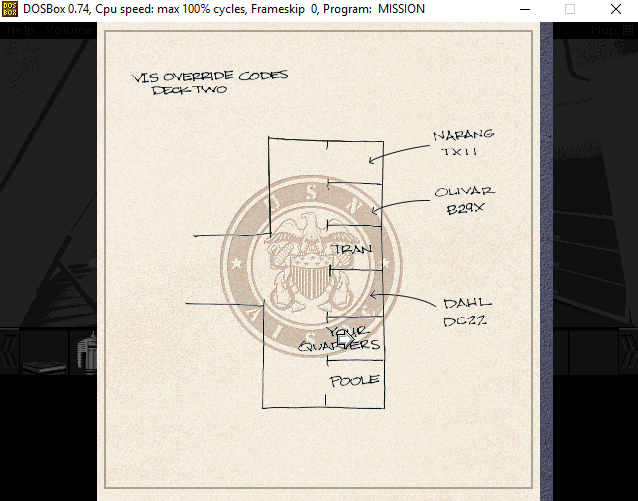 DOSBox 0.74, Cpu speed: max 100% cycles, Frameskip 0, Program: MISSION
Help Volume
Map
VIS OVERRIDE CODES
DECK TWO
NARANG
TX11
OLIVAR
B29X
TRAN
DAHL
DC22
YOUR
QUARTERS
POOLE
USN